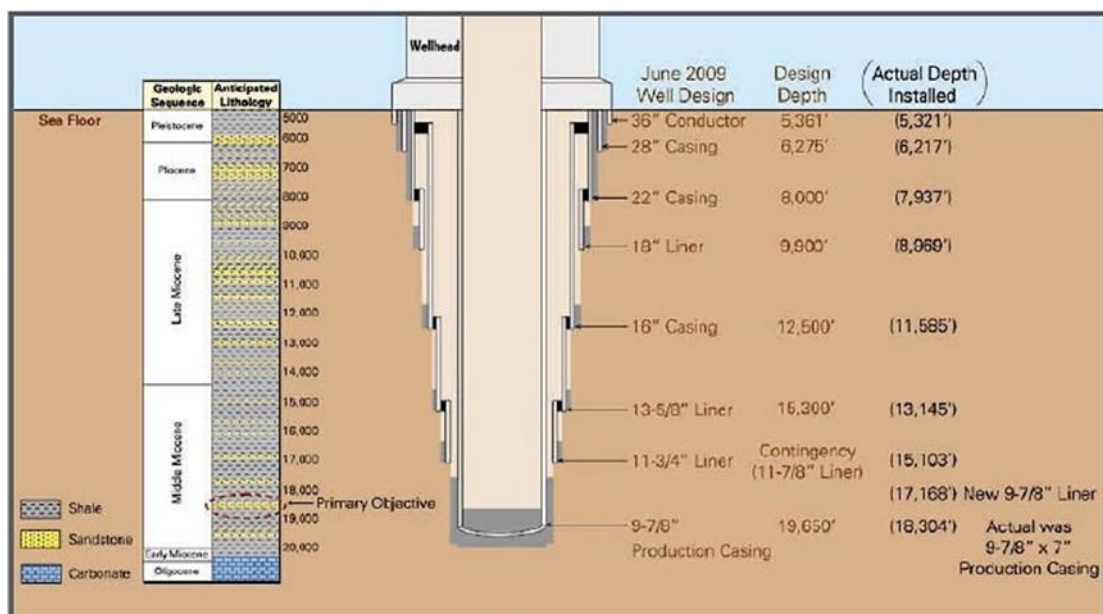 Wellhead
Geologic Sequence
Anticipated Lithology
June 2009 Well Design
Design Depth
(Actual Depth Installed)
Sea Floor
Pleistocene
Pliocene
Late Miocene
Middle Miocene
Early Miocene
Oligocene
5000
6000
7000
8000
9000
10,000
11,000
12,000
13,000
14,000
15,000
16,000
17,000
18,000
19,000
20,000
Primary Objective
36" Conductor 5,361' (5,321')
28" Casing 6,275' (6,217')
22" Casing 8,000' (7,937')
18" Liner 9,900' (8,969')
16" Casing 12,500' (11,585')
13-5/8" Liner 15,300' (13,145')
11-3/4" Liner Contingency (11-7/8" Liner) (15,103')
(17,168') New 9-7/8" Liner
9-7/8" Production Casing 19,650' (18,304') Actual was 9-7/8" x 7" Production Casing
Shale
Sandstone
Carbonate